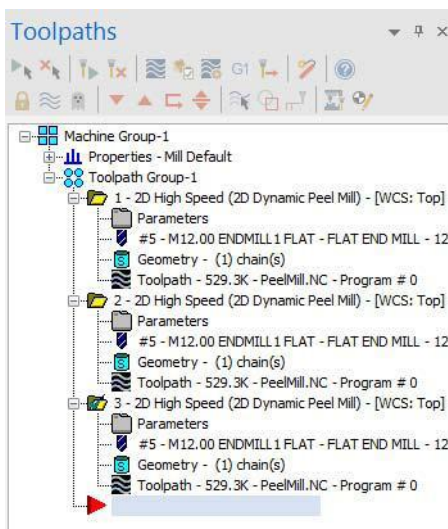 Toolpaths
G1
Machine Group-1
Properties - Mill Default
Toolpath Group-1
1 - 2D High Speed (2D Dynamic Peel Mill) - [WCS: Top]
Parameters
#5 - M12.00 ENDMILL1 FLAT - FLAT END MILL - 12
Geometry - (1) chain(s)
Toolpath - 529.3K - PeelMill.NC - Program # 0
2 - 2D High Speed (2D Dynamic Peel Mill) - [WCS: Top]
Parameters
#5 - M12.00 ENDMILL1 FLAT - FLAT END MILL - 12
Geometry - (1) chain(s)
Toolpath - 529.3K - PeelMill.NC - Program # 0
3 - 2D High Speed (2D Dynamic Peel Mill) - [WCS: Top]
Parameters
#5 - M12.00 ENDMILL1 FLAT - FLAT END MILL - 12
Geometry - (1) chain(s)
Toolpath - 529.3K - PeelMill.NC - Program # 0